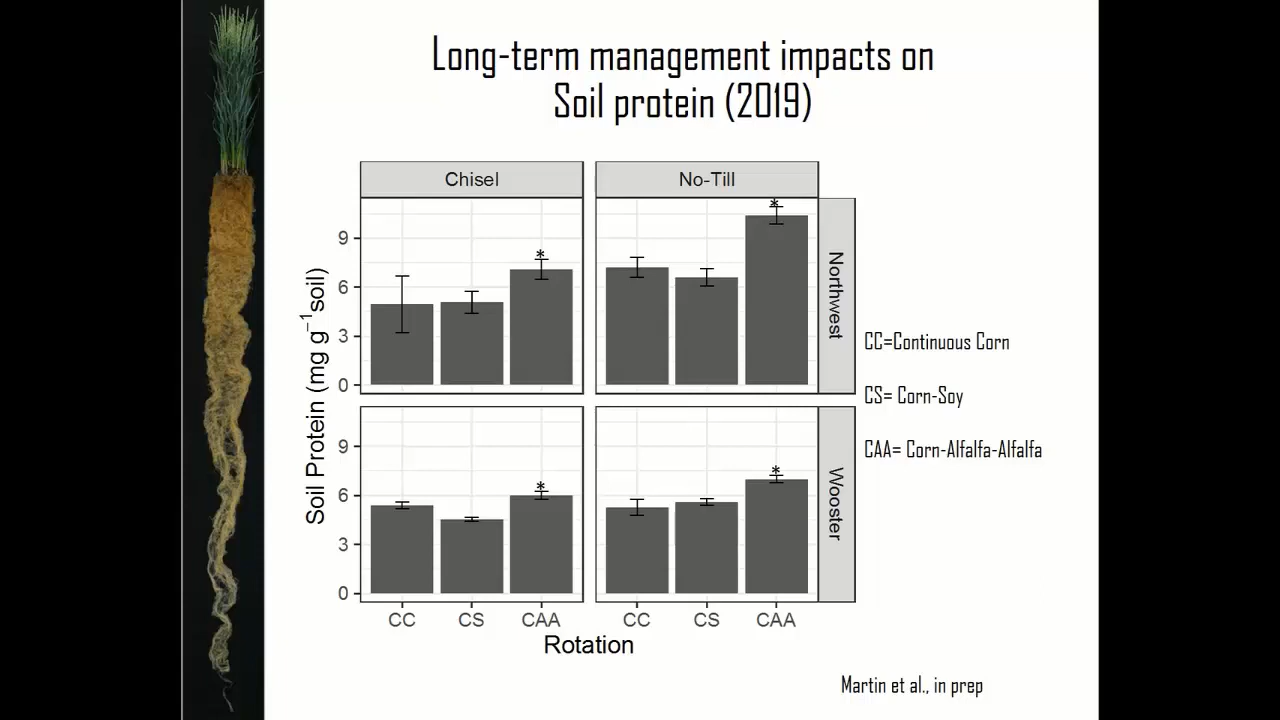 Long-term management impacts on
Soil protein (2019)
Chisel
No-Till
*
*
9
6
3
0
Northwest
*
*
9
6
3
0
Wooster
Soil Protein (mg g⁻¹soil)
CC CS CAA
CC CS CAA
Rotation
CC=Continuous Corn
CS= Corn-Soy
CAA= Corn-Alfalfa-Alfalfa
Martin et al., in prep